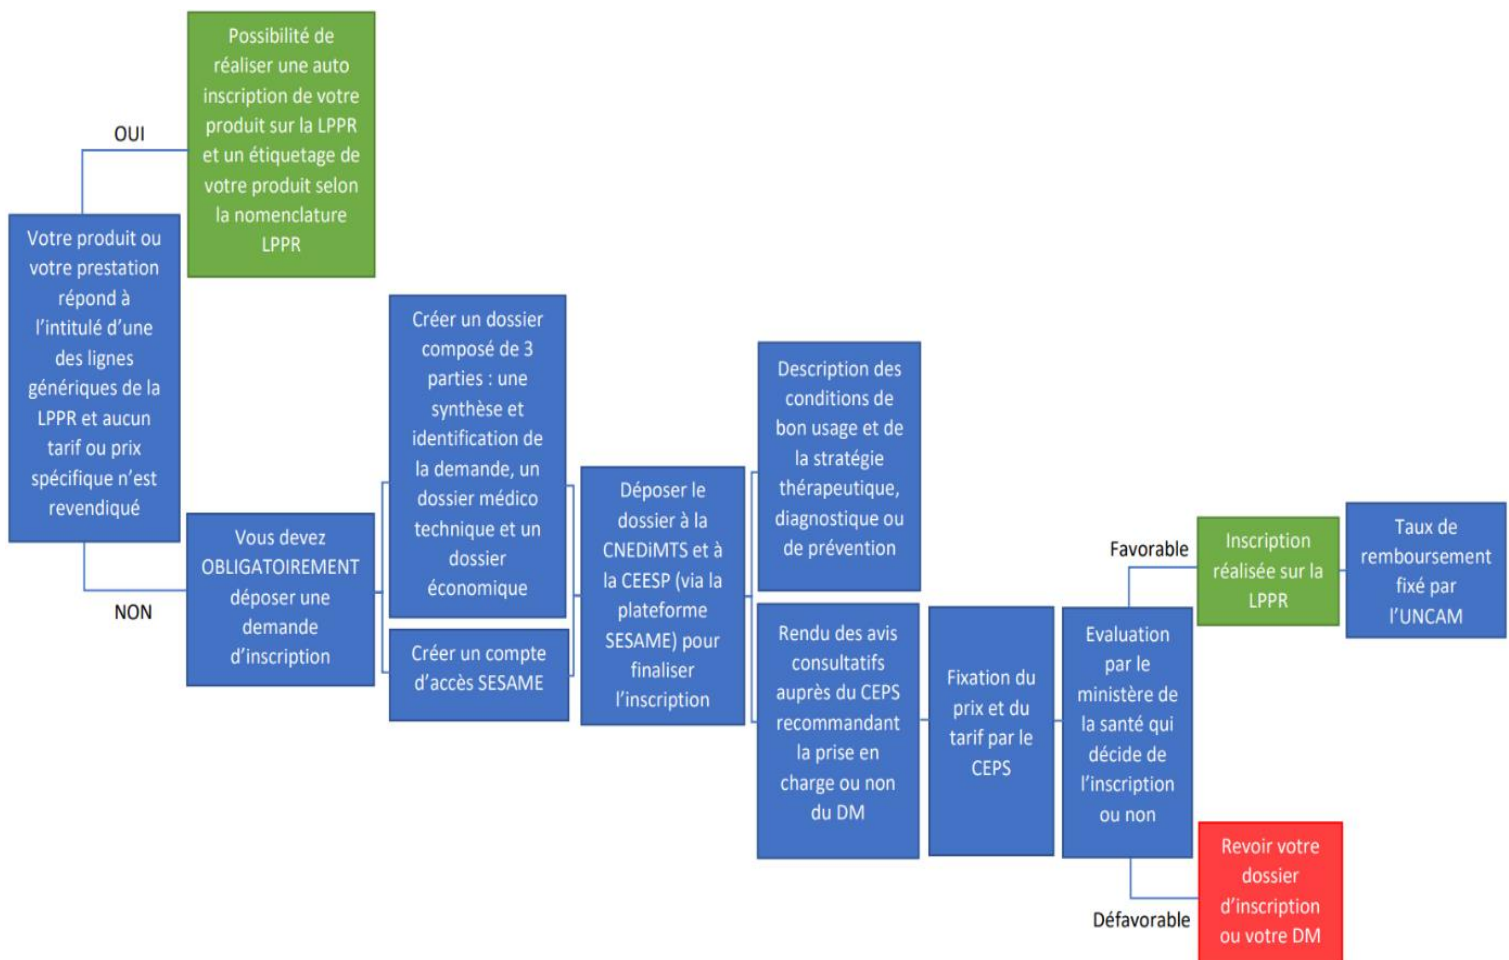 Possibilité de
réaliser une auto
inscription de votre
produit sur la LPPR
et un étiquetage de
votre produit selon
la nomenclature
LPPR
OUI
Votre produit ou
votre prestation
répond à
l’intitulé d’une
des lignes
génériques de la
LPPR et aucun
tarif ou prix
spécifique n’est
revendiqué
NON
Vous devez
OBLIGATOIREMENT
déposer une
demande
d’inscription
Créer un dossier
composé de 3
parties : une
synthèse et
identification de
la demande, un
dossier médico
technique et un
dossier
économique
Créer un compte
d’accès SESAME
Déposer le
dossier à la
CNEDiMTS et à
la CEESP (via la
plateforme
SESAME) pour
finaliser
l’inscription
Description des
conditions de
bon usage et de
la stratégie
thérapeutique,
diagnostique ou
de prévention
Rendu des avis
consultatifs
auprès du CEPS
recommandant
la prise en
charge ou non
du DM
Fixation du
prix et du
tarif par le
CEPS
Evaluation
par le
ministère de
la santé qui
décide de
l’inscription
ou non
Favorable
Inscription
réalisée sur la
LPPR
Taux de
remboursement
fixé par
l’UNCAM
Défavorable
Revoir votre
dossier
d’inscription
ou votre DM